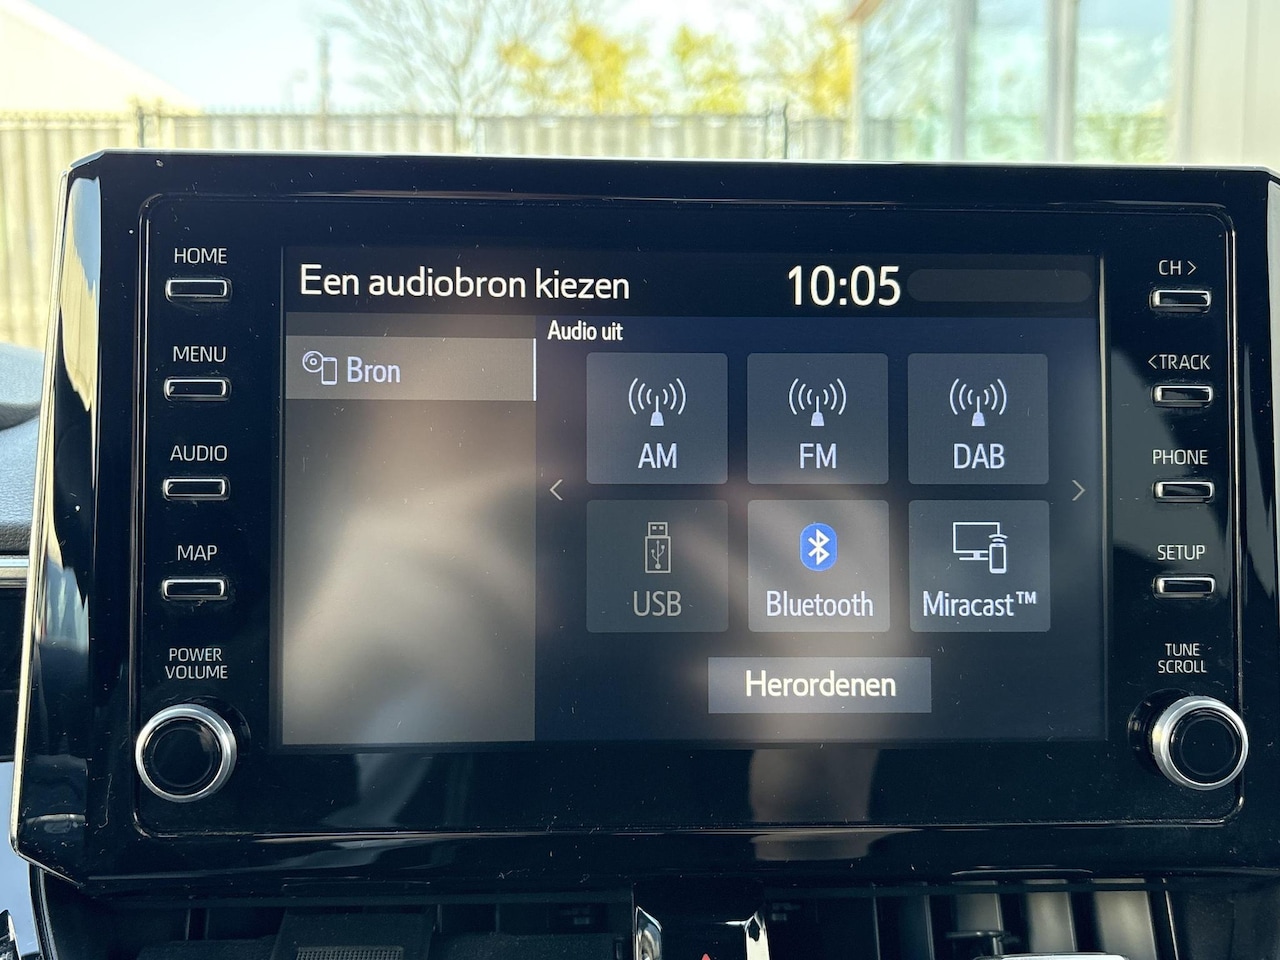 HOME
MENU
AUDIO
MAP
POWER
VOLUME
Een audiobron kiezen
10:05
Bron
Audio uit
AM
FM
DAB
USB
Bluetooth
Miracast™
Herordenen
CH >
<TRACK
PHONE
SETUP
TUNE
SCROLL